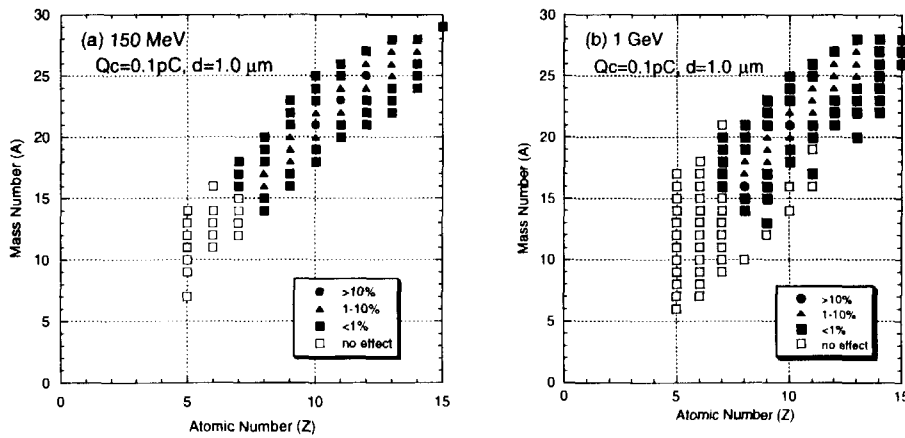 (a) 150 MeV
Qc=0.1pC, d=1.0 μm
Mass Number (A)
30
25
20
15
10
5
0
>10%
1-10%
<1%
no effect
0
5
10
15
Atomic Number (Z)
(b) 1 GeV
Qc=0.1pC, d=1.0 μm
Mass Number (A)
30
25
20
15
10
5
0
>10%
1-10%
<1%
no effect
0
5
10
15
Atomic Number (Z)